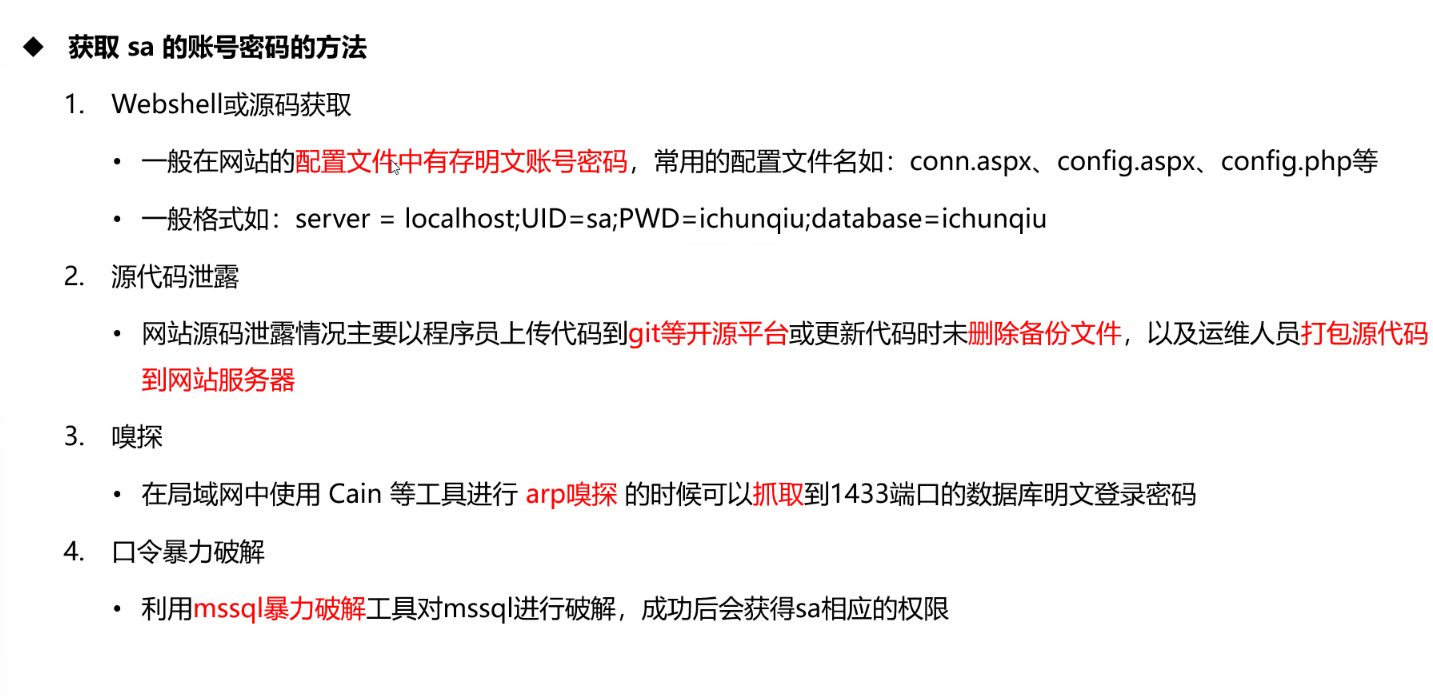 ◆ 获取 sa 的账号密码的方法
1. Webshell或源码获取
• 一般在网站的配置文件中有存明文账号密码，常用的配置文件名如：conn.aspx、config.aspx、config.php等
• 一般格式如：server = localhost;UID=sa;PWD=ichunqiu;database=ichunqiu
2. 源代码泄露
• 网站源码泄露情况主要以程序员上传代码到git等开源平台或更新代码时未删除备份文件，以及运维人员打包源代码
到网站服务器
3. 嗅探
• 在局域网中使用 Cain 等工具进行 arp嗅探 的时候可以抓取到1433端口的数据库明文登录密码
4. 口令暴力破解
• 利用mssql暴力破解工具对mssql进行破解，成功后会获得sa相应的权限